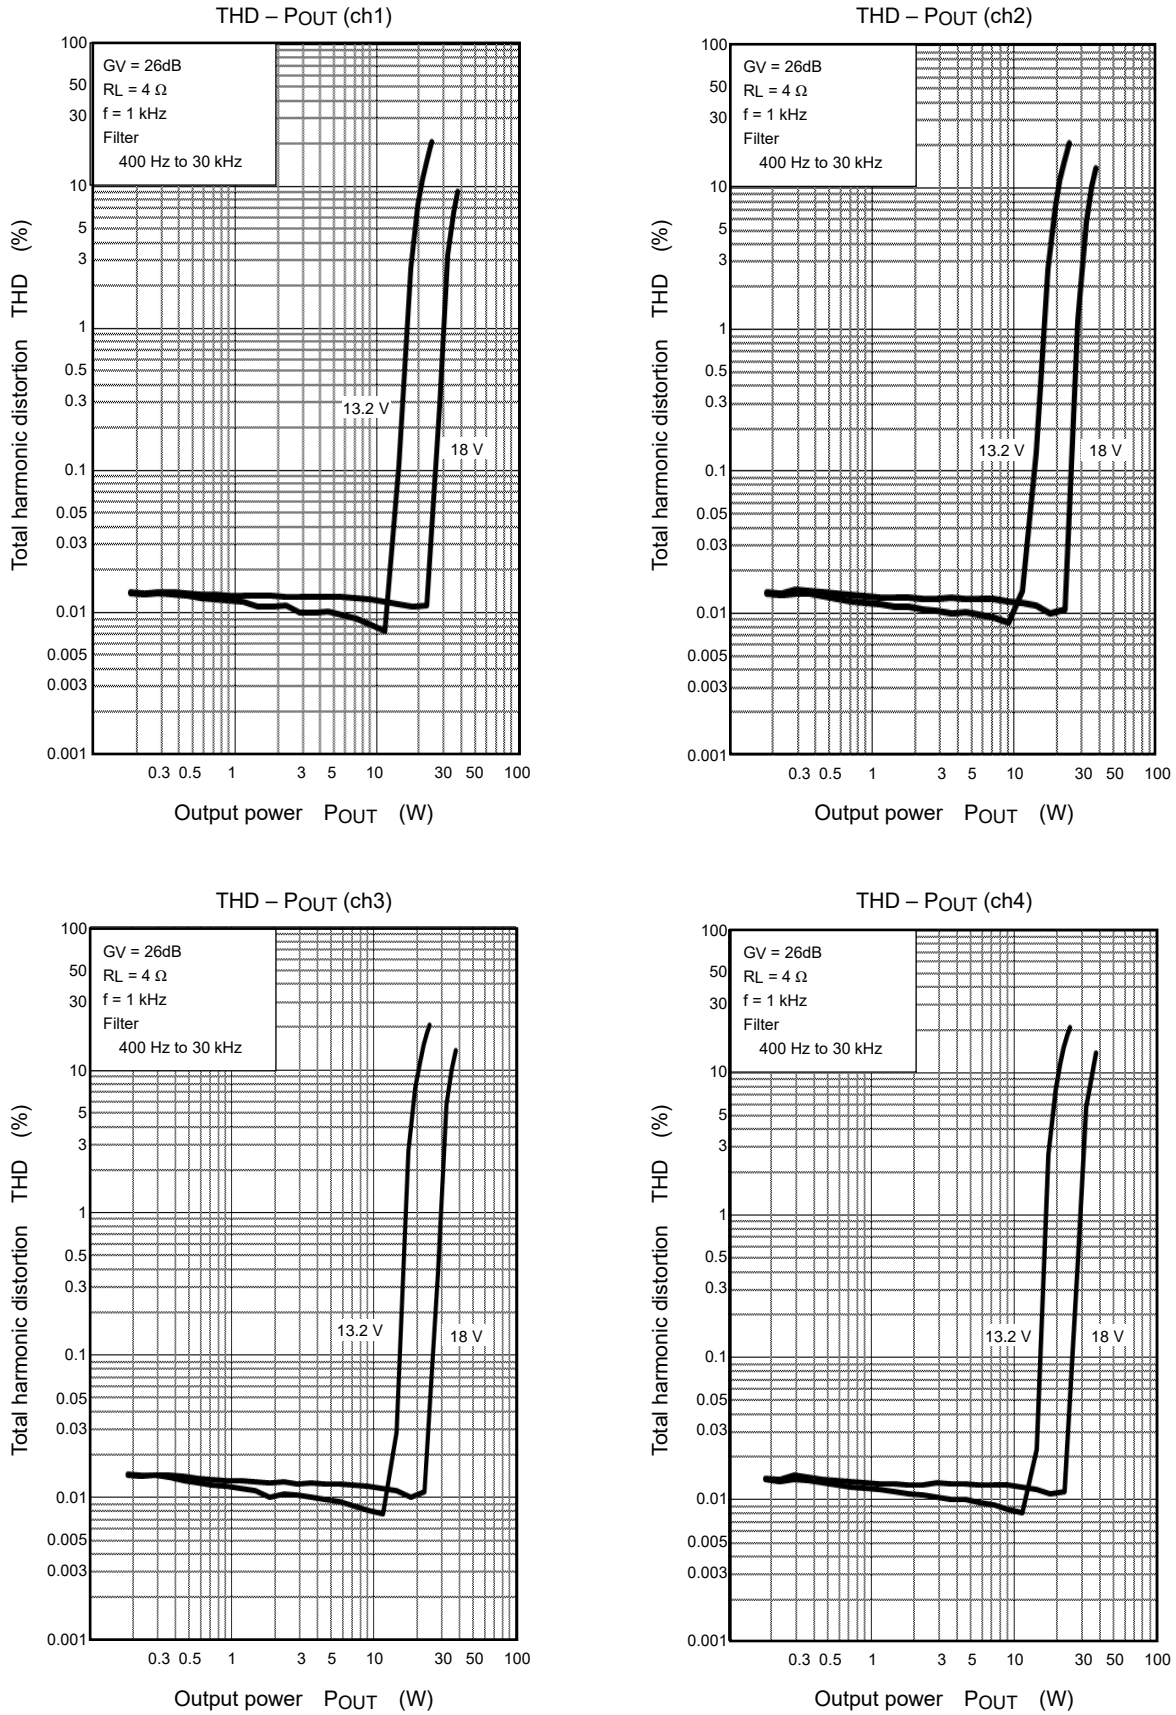 THD – POUT (ch1)
100
50
30
10
5
3
1
0.5
0.3
0.1
0.05
0.03
0.01
0.005
0.003
0.001
GV = 26dB
RL = 4 Ω
f = 1 kHz
Filter
400 Hz to 30 kHz
13.2 V
18 V
0.3 0.5 1 3 5 10 30 50 100
Total harmonic distortion THD (%)
Output power POUT (W)
THD – POUT (ch2)
100
50
30
10
5
3
1
0.5
0.3
0.1
0.05
0.03
0.01
0.005
0.003
0.001
GV = 26dB
RL = 4 Ω
f = 1 kHz
Filter
400 Hz to 30 kHz
13.2 V
18 V
0.3 0.5 1 3 5 10 30 50 100
Total harmonic distortion THD (%)
Output power POUT (W)
THD – POUT (ch3)
100
50
30
10
5
3
1
0.5
0.3
0.1
0.05
0.03
0.01
0.005
0.003
0.001
GV = 26dB
RL = 4 Ω
f = 1 kHz
Filter
400 Hz to 30 kHz
13.2 V
18 V
0.3 0.5 1 3 5 10 30 50 100
Total harmonic distortion THD (%)
Output power POUT (W)
THD – POUT (ch4)
100
50
30
10
5
3
1
0.5
0.3
0.1
0.05
0.03
0.01
0.005
0.003
0.001
GV = 26dB
RL = 4 Ω
f = 1 kHz
Filter
400 Hz to 30 kHz
13.2 V
18 V
0.3 0.5 1 3 5 10 30 50 100
Total harmonic distortion THD (%)
Output power POUT (W)